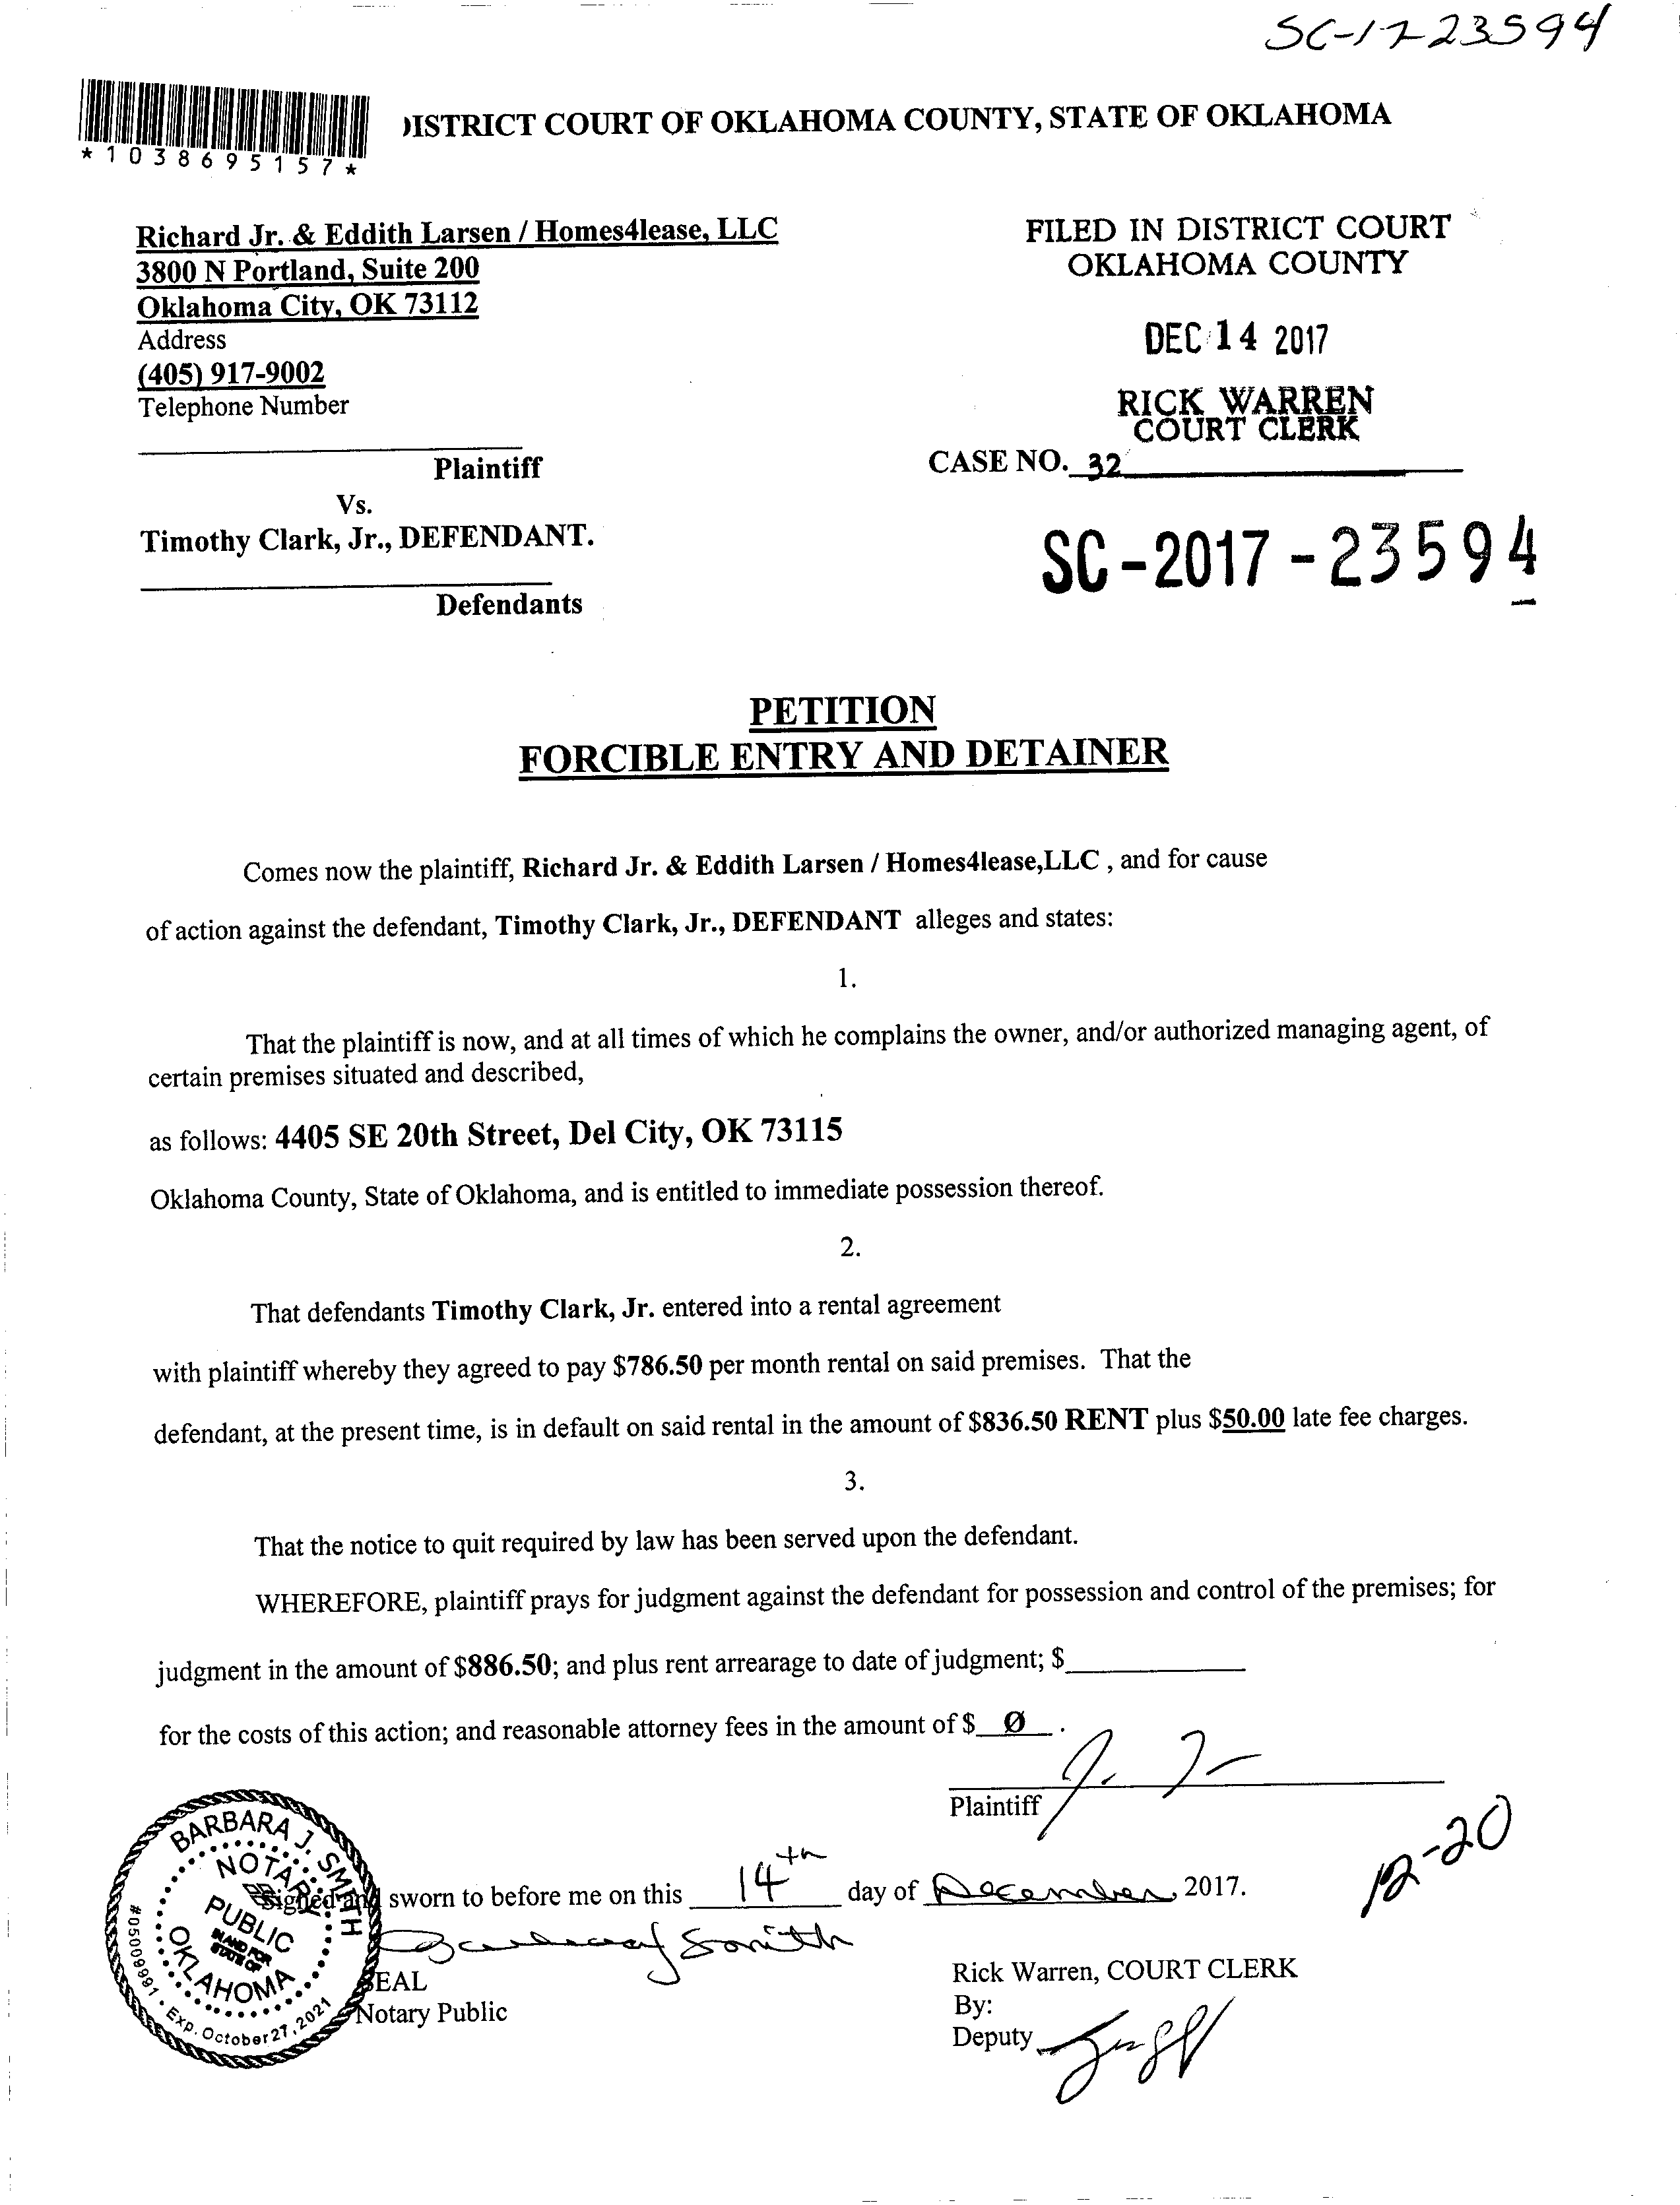 SC-17-23594
*1038695157*
DISTRICT COURT OF OKLAHOMA COUNTY, STATE OF OKLAHOMA
Richard Jr. & Eddith Larsen / Homes4lease, LLC
3800 N Portland, Suite 200
Oklahoma City, OK 73112
Address
(405) 917-9002
Telephone Number
Plaintiff
Vs.
Timothy Clark, Jr., DEFENDANT.
Defendants
FILED IN DISTRICT COURT
OKLAHOMA COUNTY
DEC 14 2017
RICK WARREN
COURT CLERK
CASE NO. 32
SC-2017-23594
PETITION
FORCIBLE ENTRY AND DETAINER
Comes now the plaintiff, Richard Jr. & Eddith Larsen / Homes4lease,LLC , and for cause
of action against the defendant, Timothy Clark, Jr., DEFENDANT alleges and states:
1.
That the plaintiff is now, and at all times of which he complains the owner, and/or authorized managing agent, of
certain premises situated and described,
as follows: 4405 SE 20th Street, Del City, OK 73115
Oklahoma County, State of Oklahoma, and is entitled to immediate possession thereof.
2.
That defendants Timothy Clark, Jr. entered into a rental agreement
with plaintiff whereby they agreed to pay $786.50 per month rental on said premises. That the
defendant, at the present time, is in default on said rental in the amount of $836.50 RENT plus $50.00 late fee charges.
3.
That the notice to quit required by law has been served upon the defendant.
WHEREFORE, plaintiff prays for judgment against the defendant for possession and control of the premises; for
judgment in the amount of $886.50; and plus rent arrearage to date of judgment; $
for the costs of this action; and reasonable attorney fees in the amount of $ Ø .
Plaintiff
12-20
Signed and sworn to before me on this 14th day of December, 2017.
Barbara J Smith
SEAL
Notary Public
BARBARA J. SMITH
NOTARY
PUBLIC
IN AND FOR
STATE OF
OKLAHOMA
#05009991 · Exp. October 27, 2021
Rick Warren, COURT CLERK
By:
Deputy